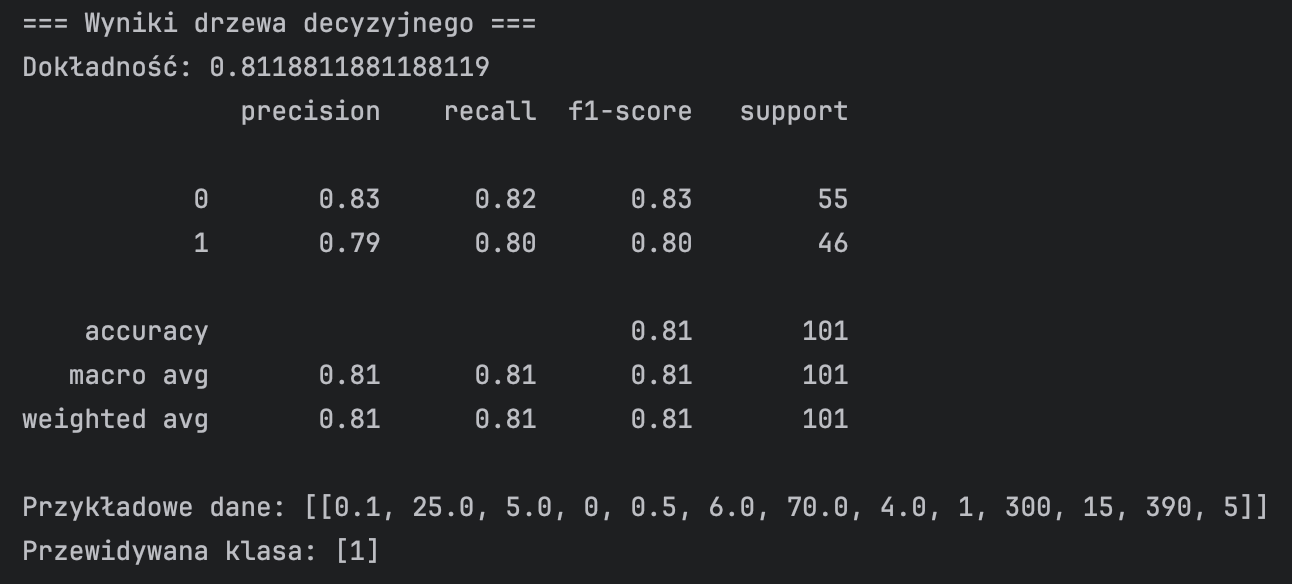 === Wyniki drzewa decyzyjnego ===
Dokładność: 0.8118811881188119
precision recall f1-score support
0 0.83 0.82 0.83 55
1 0.79 0.80 0.80 46
accuracy 0.81 101
macro avg 0.81 0.81 0.81 101
weighted avg 0.81 0.81 0.81 101
Przykładowe dane: [[0.1, 25.0, 5.0, 0, 0.5, 6.0, 70.0, 4.0, 1, 300, 15, 390, 5]]
Przewidywana klasa: [1]